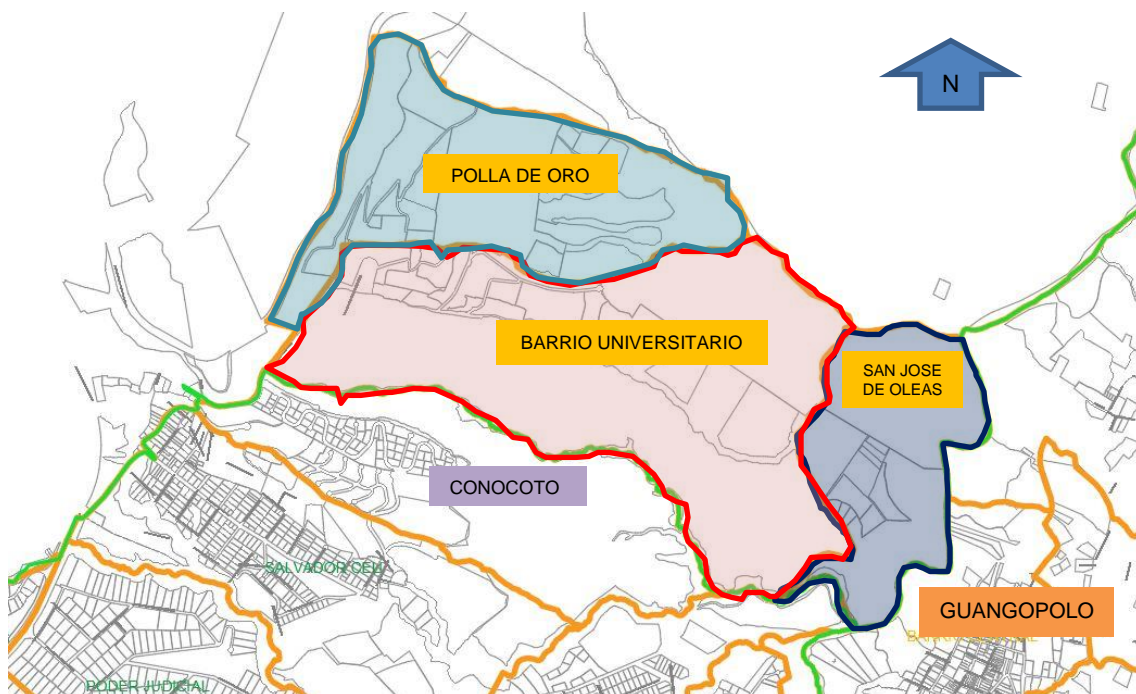 N
POLLA DE ORO
BARRIO UNIVERSITARIO
SAN JOSE
DE OLEAS
CONOCOTO
SALVADOR CELI
GUANGOPOLO
PODER JUDICIAL